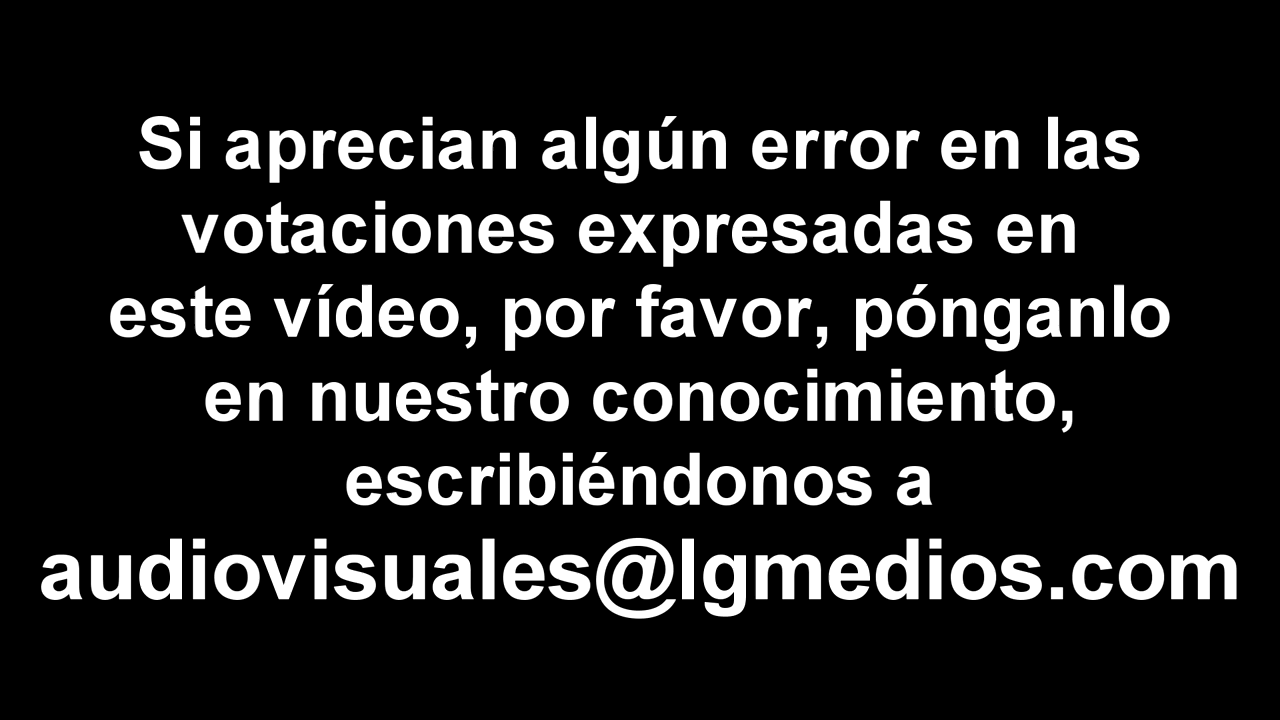 Si aprecian algún error en las
votaciones expresadas en
este vídeo, por favor, pónganlo
en nuestro conocimiento,
escribiéndonos a
audiovisuales@lgmedios.com